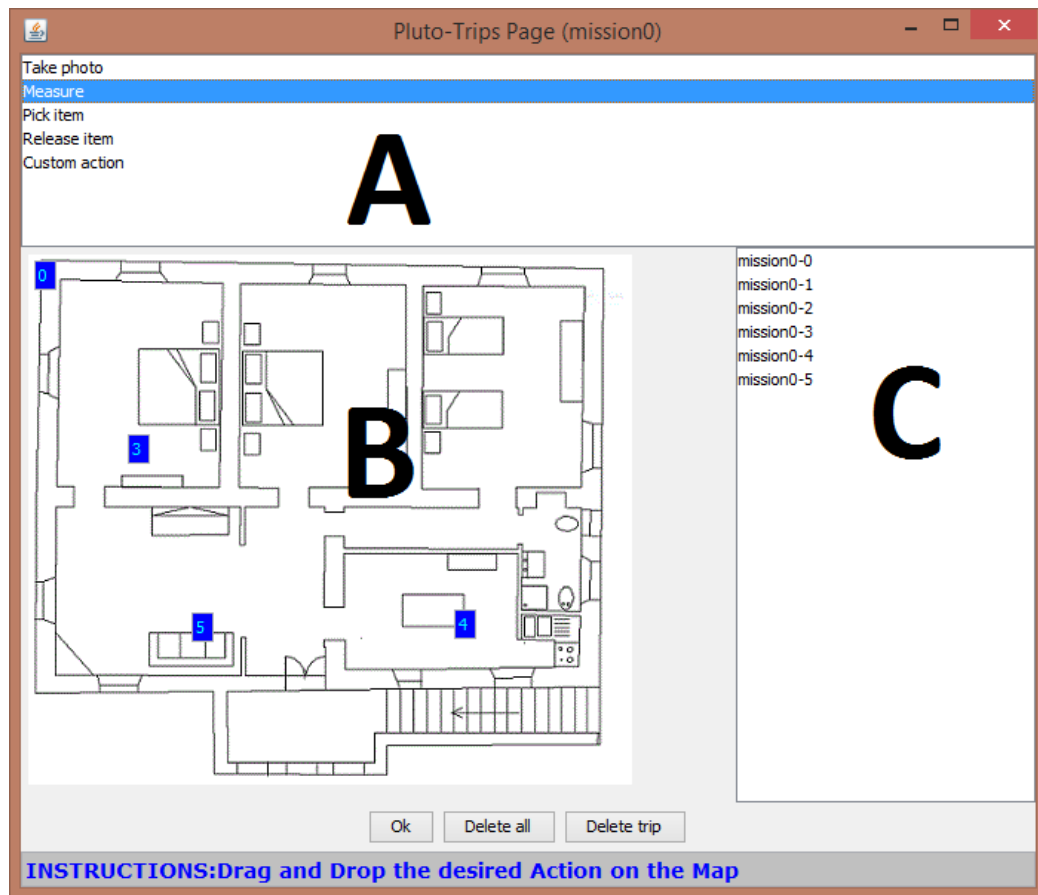 Pluto-Trips Page (mission0)
Take photo
Measure
Pick item
Release item
Custom action
A
0
3
B
5
4
mission0-0
mission0-1
mission0-2
mission0-3
mission0-4
mission0-5
C
Ok
Delete all
Delete trip
INSTRUCTIONS:Drag and Drop the desired Action on the Map